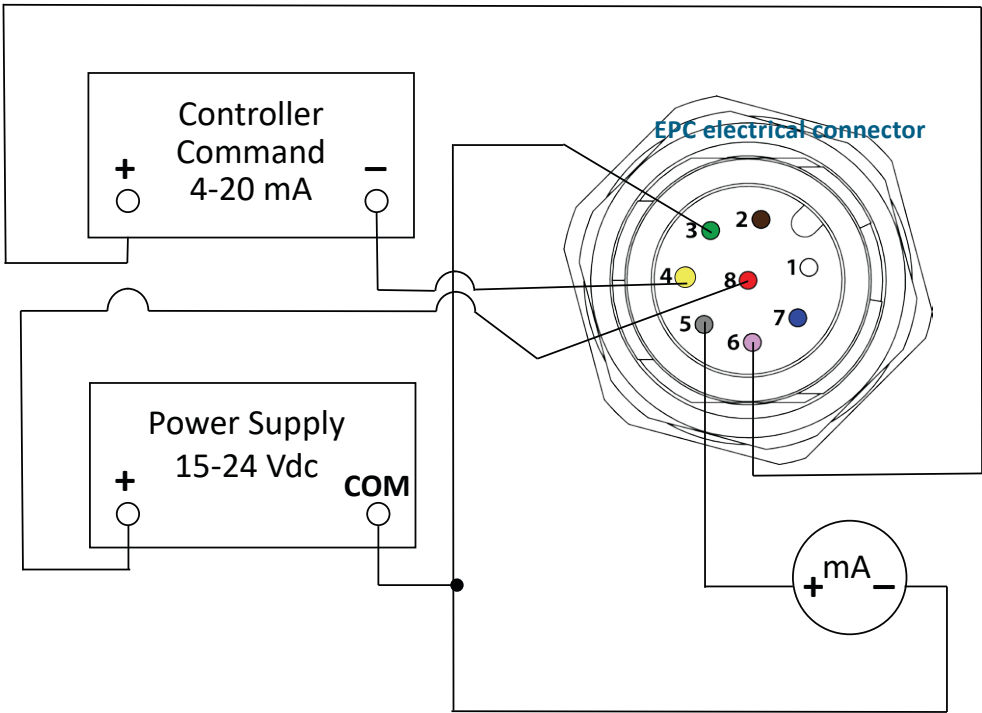 EPC electrical connector
Controller
Command
4-20 mA
+
−
3
2
4
8
1
5
7
6
Power Supply
15-24 Vdc
+
COM
mA
+
−